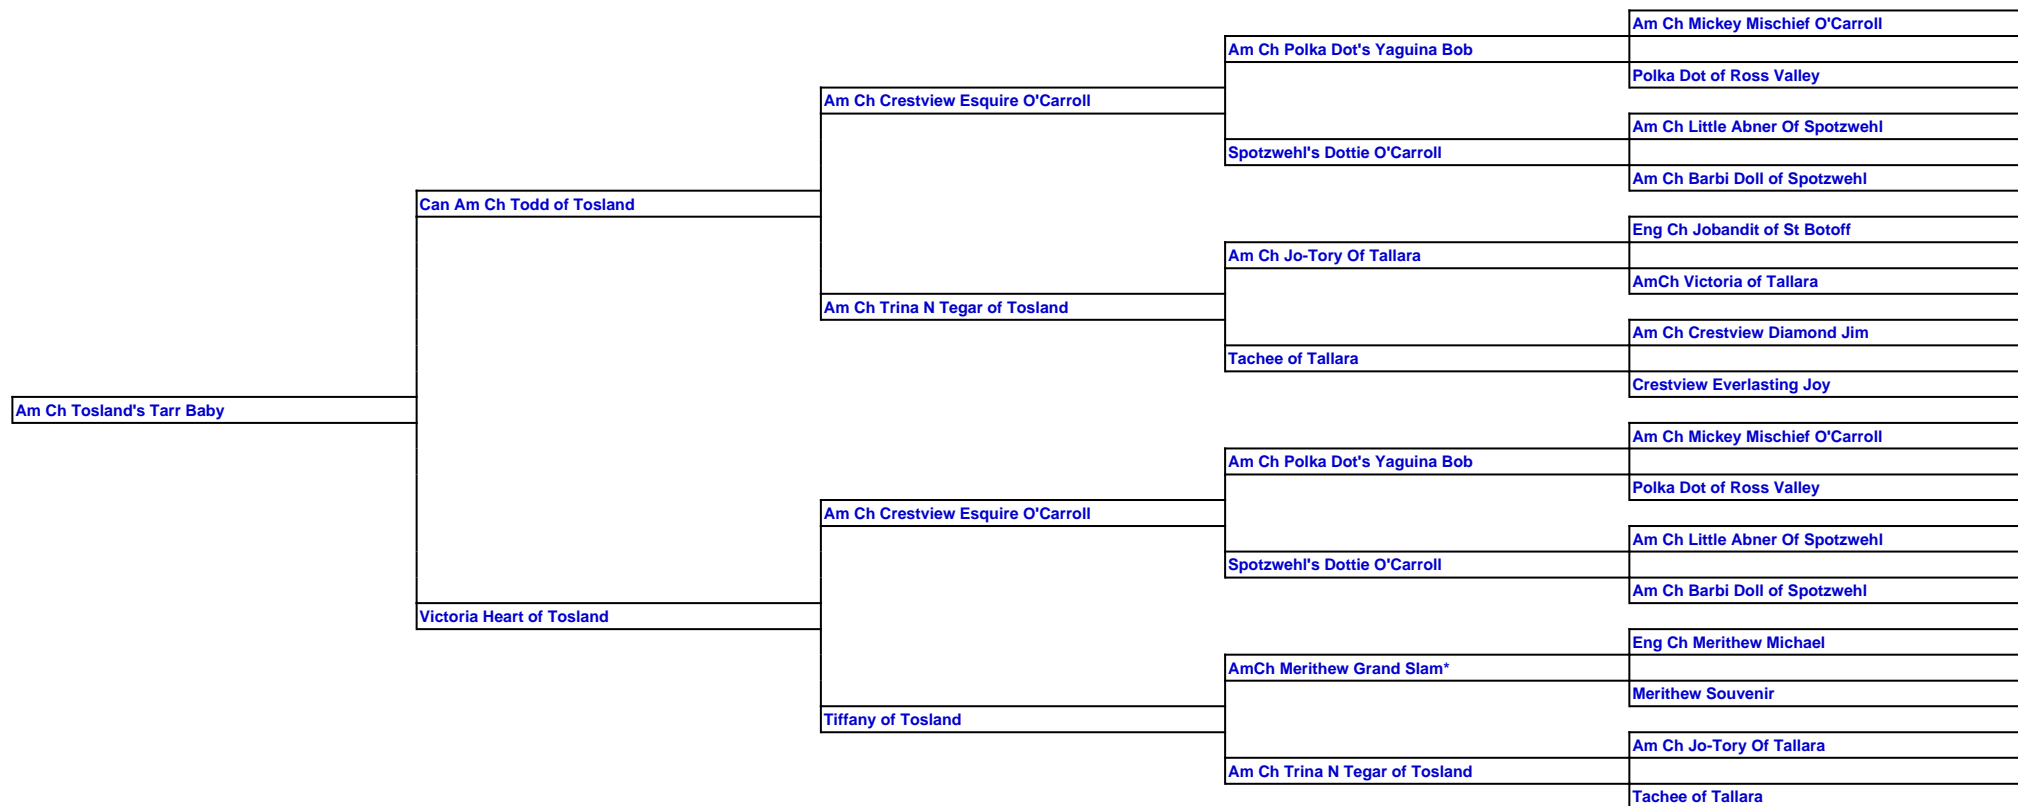 Am Ch Mickey Mischief O'Carroll
Am Ch Polka Dot's Yaguina Bob
Polka Dot of Ross Valley
Am Ch Crestview Esquire O'Carroll
Am Ch Little Abner Of Spotzwehl
Spotzwehl's Dottie O'Carroll
Am Ch Barbi Doll of Spotzwehl
Can Am Ch Todd of Tosland
Eng Ch Jobandit of St Botoff
Am Ch Jo-Tory Of Tallara
AmCh Victoria of Tallara
Am Ch Trina N Tegar of Tosland
Am Ch Crestview Diamond Jim
Tachee of Tallara
Crestview Everlasting Joy
Am Ch Tosland's Tarr Baby
Am Ch Mickey Mischief O'Carroll
Am Ch Polka Dot's Yaguina Bob
Polka Dot of Ross Valley
Am Ch Crestview Esquire O'Carroll
Am Ch Little Abner Of Spotzwehl
Spotzwehl's Dottie O'Carroll
Am Ch Barbi Doll of Spotzwehl
Victoria Heart of Tosland
Eng Ch Merithew Michael
AmCh Merithew Grand Slam*
Merithew Souvenir
Tiffany of Tosland
Am Ch Jo-Tory Of Tallara
Am Ch Trina N Tegar of Tosland
Tachee of Tallara